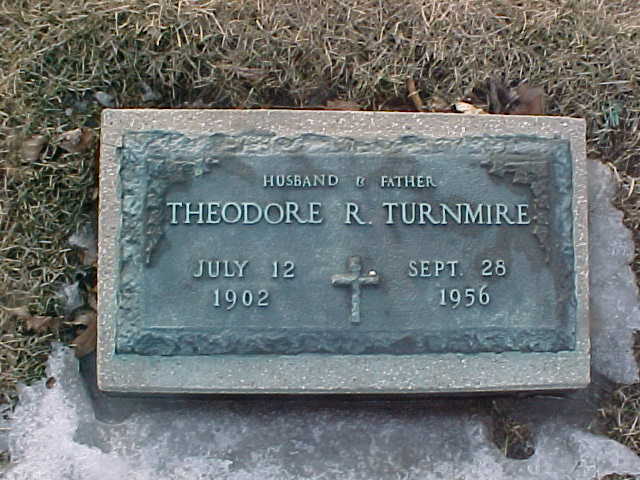 HUSBAND & FATHER
THEODORE R. TURNMIRE
JULY 12 SEPT. 28
1902 1956